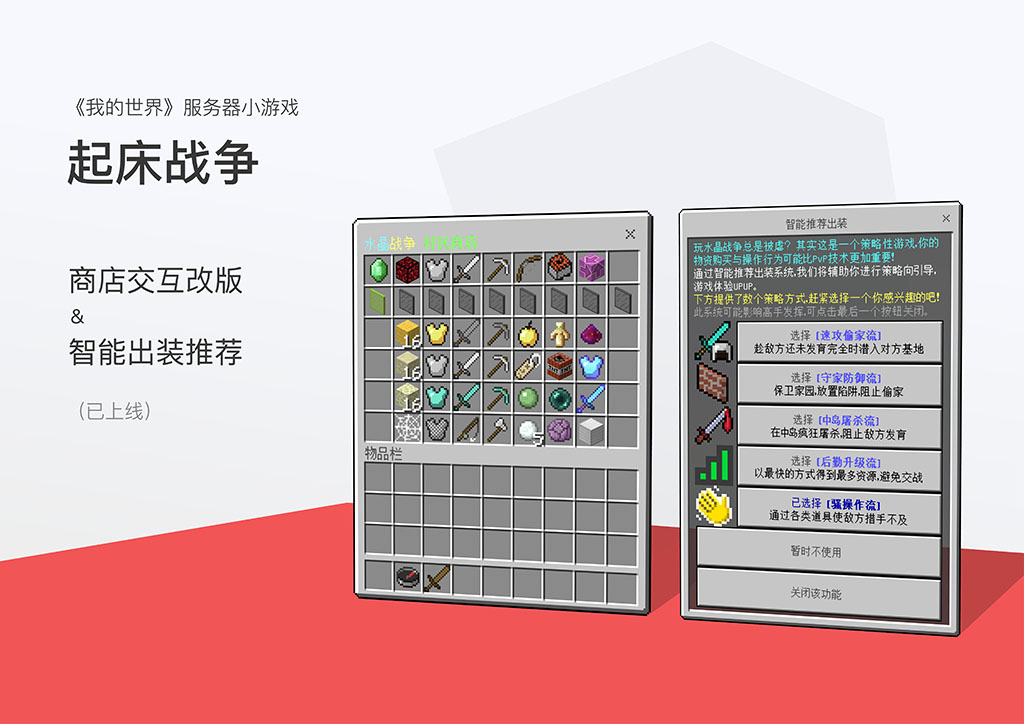 《我的世界》服务器小游戏
起床战争
商店交互改版
&
智能出装推荐
（已上线）
水晶战争
16
16
16
5
物品栏
智能推荐出装
玩水晶战争总是被虐？其实这是一个策略性游戏,你的
物资购买与操作行为可能比PvP技术更加重要！
通过智能推荐出装系统,我们将辅助你进行策略向引导,
游戏体验UPUP。
下方提供了数个策略方式,赶紧选择一个你感兴趣的吧！
此系统可能影响高手发挥,可点击最后一个按钮关闭。
选择 [速攻偷家流]
趁敌方还未发育完全时潜入对方基地
选择 [守家防御流]
保卫家园,放置陷阱,阻止偷家
选择 [中岛屠杀流]
在中岛疯狂屠杀,阻止敌方发育
选择 [后勤升级流]
以最快的方式得到最多资源,避免交战
已选择 [骚操作流]
通过各类道具使敌方措手不及
暂时不使用
关闭该功能